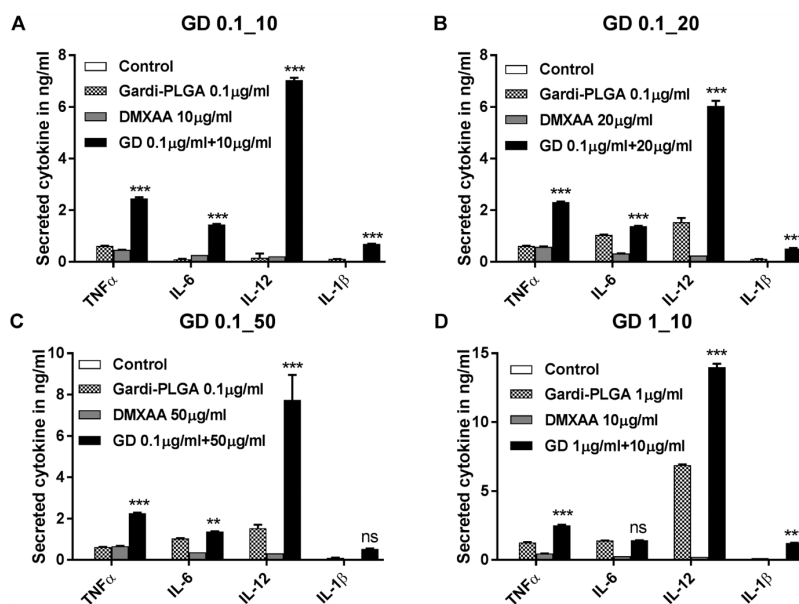 A
GD 0.1_10
Secreted cytokine in ng/ml
8
6
4
2
0
Control
Gardi-PLGA 0.1μg/ml
DMXAA 10μg/ml
GD 0.1μg/ml+10μg/ml
***
***
***
***
TNFα
IL-6
IL-12
IL-1β
B
GD 0.1_20
Secreted cytokine in ng/ml
8
6
4
2
0
Control
Gardi-PLGA 0.1μg/ml
DMXAA 20μg/ml
GD 0.1μg/ml+20μg/ml
***
***
***
***
TNFα
IL-6
IL-12
IL-1β
C
GD 0.1_50
Secreted cytokine in ng/ml
10
8
6
4
2
0
Control
Gardi-PLGA 0.1μg/ml
DMXAA 50μg/ml
GD 0.1μg/ml+50μg/ml
***
**
***
ns
TNFα
IL-6
IL-12
IL-1β
D
GD 1_10
Secreted cytokine in ng/ml
15
10
5
0
Control
Gardi-PLGA 1μg/ml
DMXAA 10μg/ml
GD 1μg/ml+10μg/ml
***
ns
***
**
TNFα
IL-6
IL-12
IL-1β